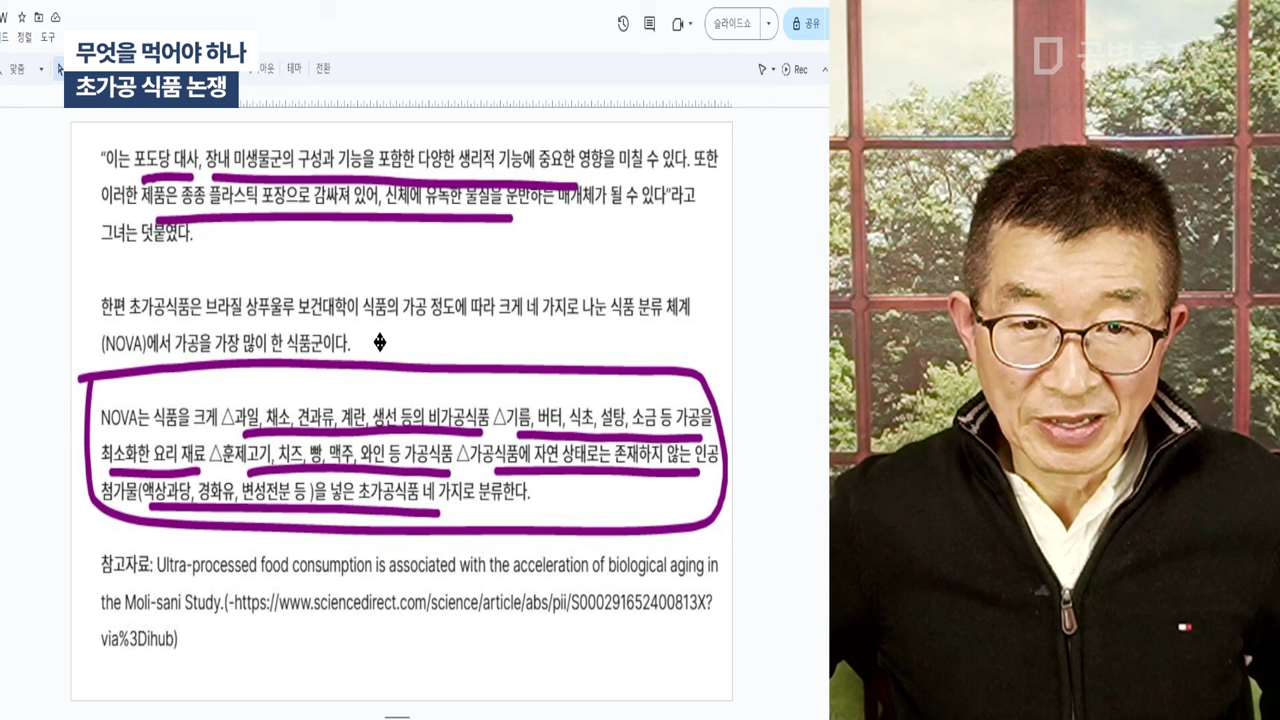 W
드 정렬 도구
슬라이드쇼
공유
무엇을 먹어야 하나
초가공 식품 논쟁
맞춤
아웃 테마 전환
Rec
공병호TV
"이는 포도당 대사, 장내 미생물군의 구성과 기능을 포함한 다양한 생리적 기능에 중요한 영향을 미칠 수 있다. 또한
이러한 제품은 종종 플라스틱 포장으로 감싸져 있어, 신체에 유독한 물질을 운반하는 매개체가 될 수 있다"라고
그녀는 덧붙였다.
한편 초가공식품은 브라질 상푸울루 보건대학이 식품의 가공 정도에 따라 크게 네 가지로 나눈 식품 분류 체계
(NOVA)에서 가공을 가장 많이 한 식품군이다.
NOVA는 식품을 크게 △과일, 채소, 견과류, 계란, 생선 등의 비가공식품 △기름, 버터, 식초, 설탕, 소금 등 가공을
최소화한 요리 재료 △훈제고기, 치즈, 빵, 맥주, 와인 등 가공식품 △가공식품에 자연 상태로는 존재하지 않는 인공
첨가물(액상과당, 경화유, 변성전분 등 )을 넣은 초가공식품 네 가지로 분류한다.
참고자료: Ultra-processed food consumption is associated with the acceleration of biological aging in
the Moli-sani Study.(-https://www.sciencedirect.com/science/article/abs/pii/S000291652400813X?
via%3Dihub)